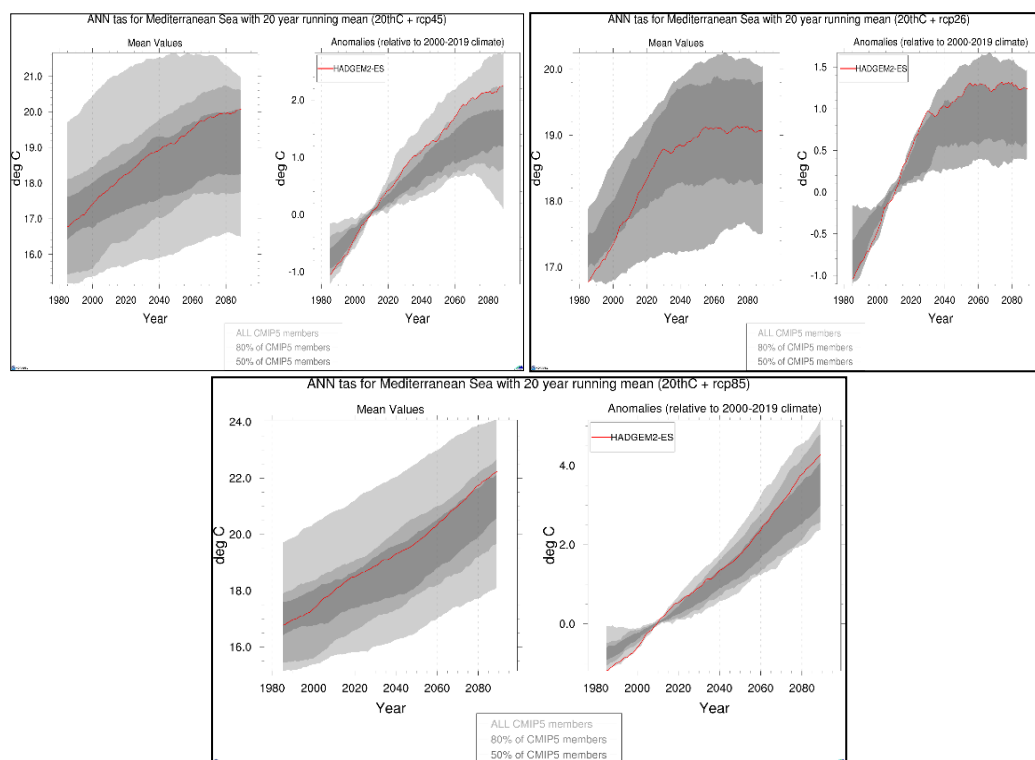 ANN tas for Mediterranean Sea with 20 year running mean (20thC + rcp45)
Mean Values
Anomalies (relative to 2000-2019 climate)
HADGEM2-ES
deg C
21.0
20.0
19.0
18.0
17.0
16.0
1980 2000 2020 2040 2060 2080
Year
deg C
2.0
1.0
0.0
-1.0
1980 2000 2020 2040 2060 2080
Year
ALL CMIP5 members
80% of CMIP5 members
50% of CMIP5 members
ANN tas for Mediterranean Sea with 20 year running mean (20thC + rcp26)
Mean Values
Anomalies (relative to 2000-2019 climate)
HADGEM2-ES
deg C
20.0
19.0
18.0
17.0
1980 2000 2020 2040 2060 2080
Year
deg C
1.5
1.0
0.5
0.0
-0.5
-1.0
1980 2000 2020 2040 2060 2080
Year
ALL CMIP5 members
80% of CMIP5 members
50% of CMIP5 members
ANN tas for Mediterranean Sea with 20 year running mean (20thC + rcp85)
Mean Values
Anomalies (relative to 2000-2019 climate)
HADGEM2-ES
deg C
24.0
22.0
20.0
18.0
16.0
1980 2000 2020 2040 2060 2080
Year
deg C
4.0
2.0
0.0
1980 2000 2020 2040 2060 2080
Year
ALL CMIP5 members
80% of CMIP5 members
50% of CMIP5 members